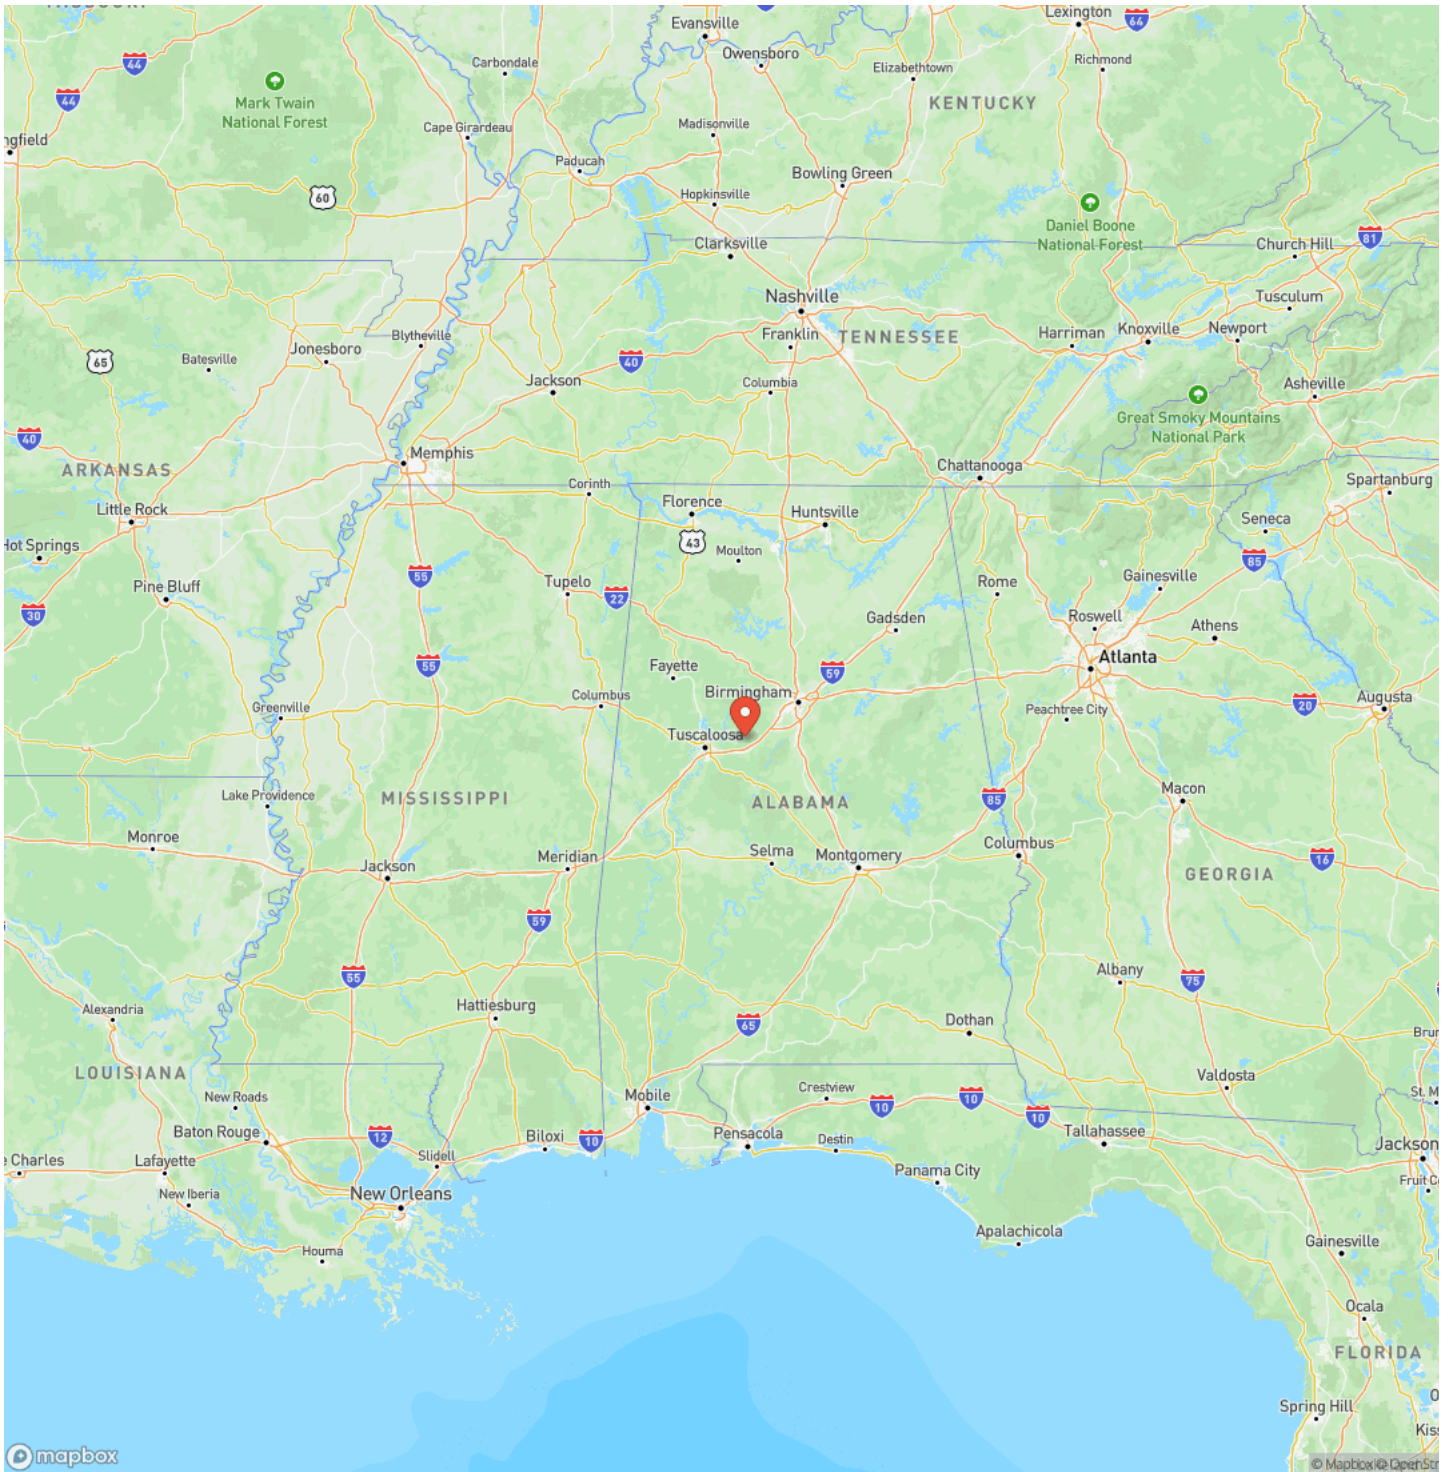 MISSOURI
Evansville
Lexington
64
44
Carbondale
Owensboro
Richmond
Elizabethtown
44
Mark Twain
National Forest
KENTUCKY
Madisonville
Cape Girardeau
ngfield
Paducah
Bowling Green
60
Hopkinsville
Daniel Boone
National Forest
Clarksville
Church Hill
81
Nashville
Tusculum
Blytheville
Franklin
TENNESSEE
Harriman
Knoxville
Newport
Jonesboro
65
Batesville
40
Jackson
Columbia
Asheville
Great Smoky Mountains
National Park
40
ARKANSAS
Memphis
Chattanooga
Corinth
Spartanburg
Little Rock
Florence
Huntsville
Seneca
43
Hot Springs
Moulton
85
55
Pine Bluff
Tupelo
22
Rome
Gainesville
30
Gadsden
Roswell
Athens
55
Fayette
59
Atlanta
Columbus
Birmingham
Greenville
Peachtree City
20
Augusta
Tuscaloosa
Lake Providence
MISSISSIPPI
ALABAMA
85
Macon
Monroe
Jackson
Meridian
Selma
Montgomery
Columbus
16
GEORGIA
59
55
Albany
75
Alexandria
Hattiesburg
65
Dothan
Brun
LOUISIANA
Valdosta
New Roads
Mobile
Crestview
10
10
10
St. M
Baton Rouge
12
Biloxi
10
Pensacola
Destin
Tallahassee
Jackson
e Charles
Lafayette
Slidell
Panama City
Fruit C
New Iberia
New Orleans
Apalachicola
Gainesville
Houma
Ocala
FLORIDA
O
Spring Hill
Kiss
mapbox
© Mapbox © OpenStr